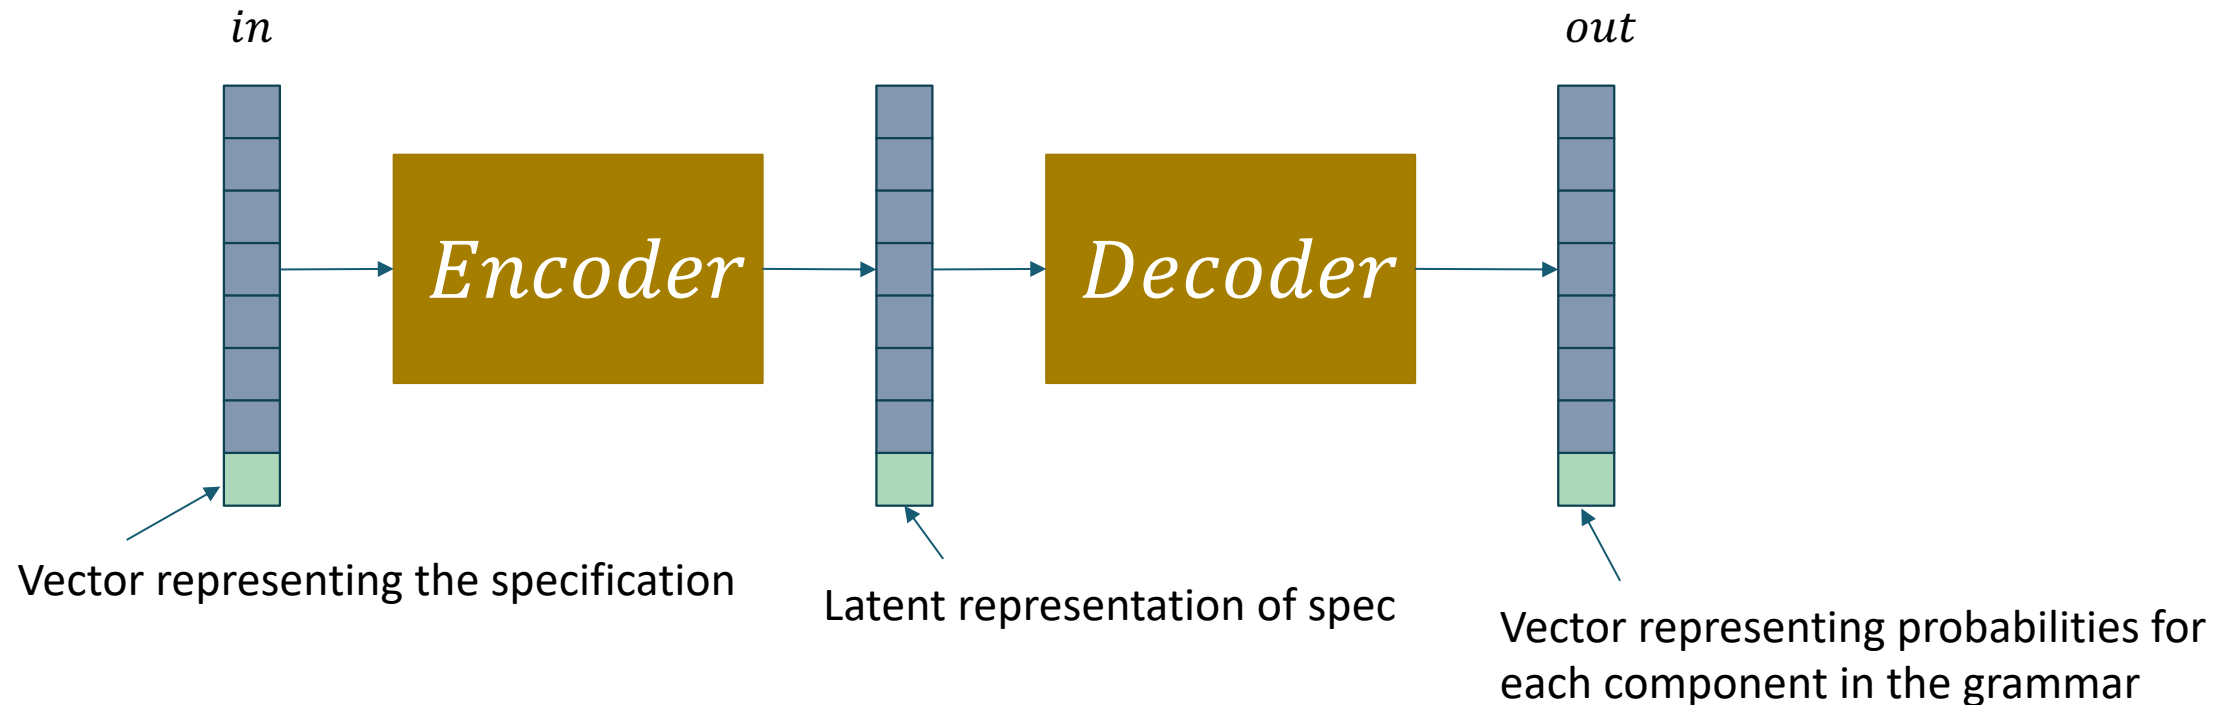 in
out
Encoder
Decoder
Vector representing the specification
Latent representation of spec
Vector representing probabilities for
each component in the grammar